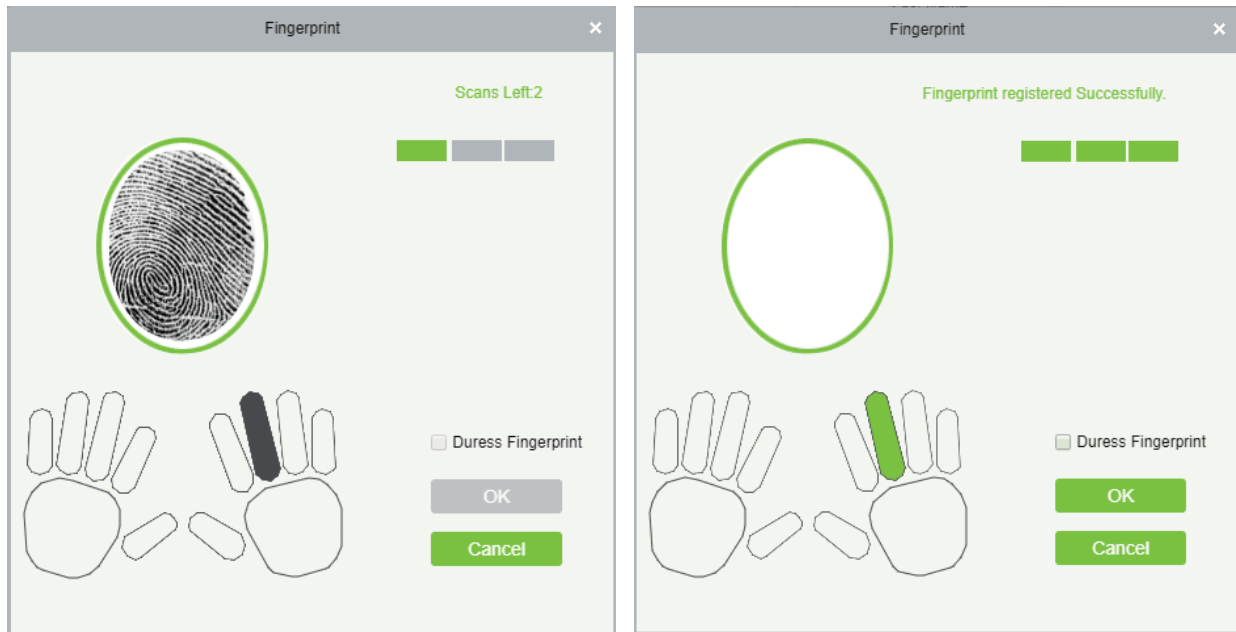 Fingerprint
×
Scans Left:2
Duress Fingerprint
OK
Cancel
Fingerprint
×
Fingerprint registered Successfully.
Duress Fingerprint
OK
Cancel